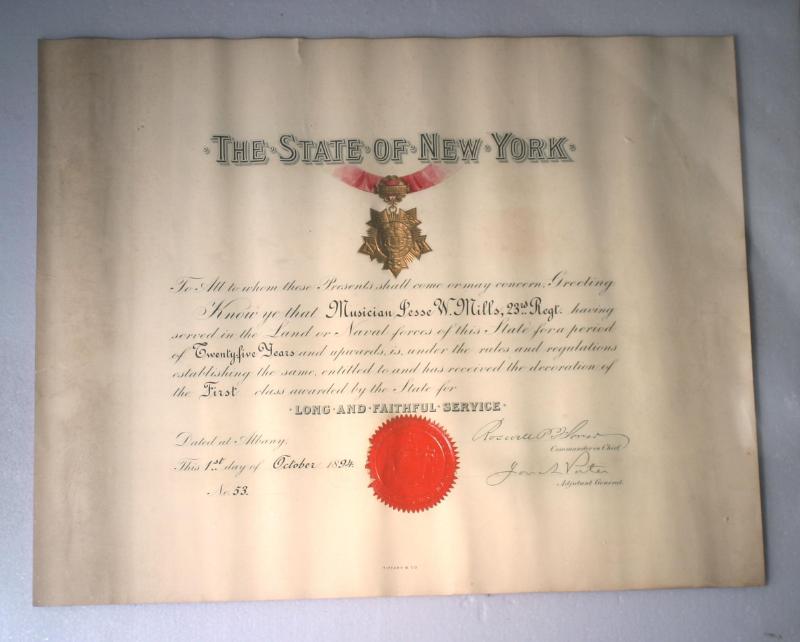 · THE · STATE · OF · NEW · YORK ·
To All to whom these Presents shall come or may concern, Greeting
Know ye that Musician Jesse W. Mills, 23rd Regt. having
served in the Land or Naval forces of this State for a period
of Twenty-five Years and upwards, is, under the rules and regulations
establishing the same, entitled to and has received the decoration of
the First class awarded by the State for
· LONG · AND · FAITHFUL · SERVICE ·
Dated at Albany,
This 1st day of October 1894.
No. 53.
Roswell P. Flower
Commander in Chief.
Adjutant General.
TIFFANY & CO